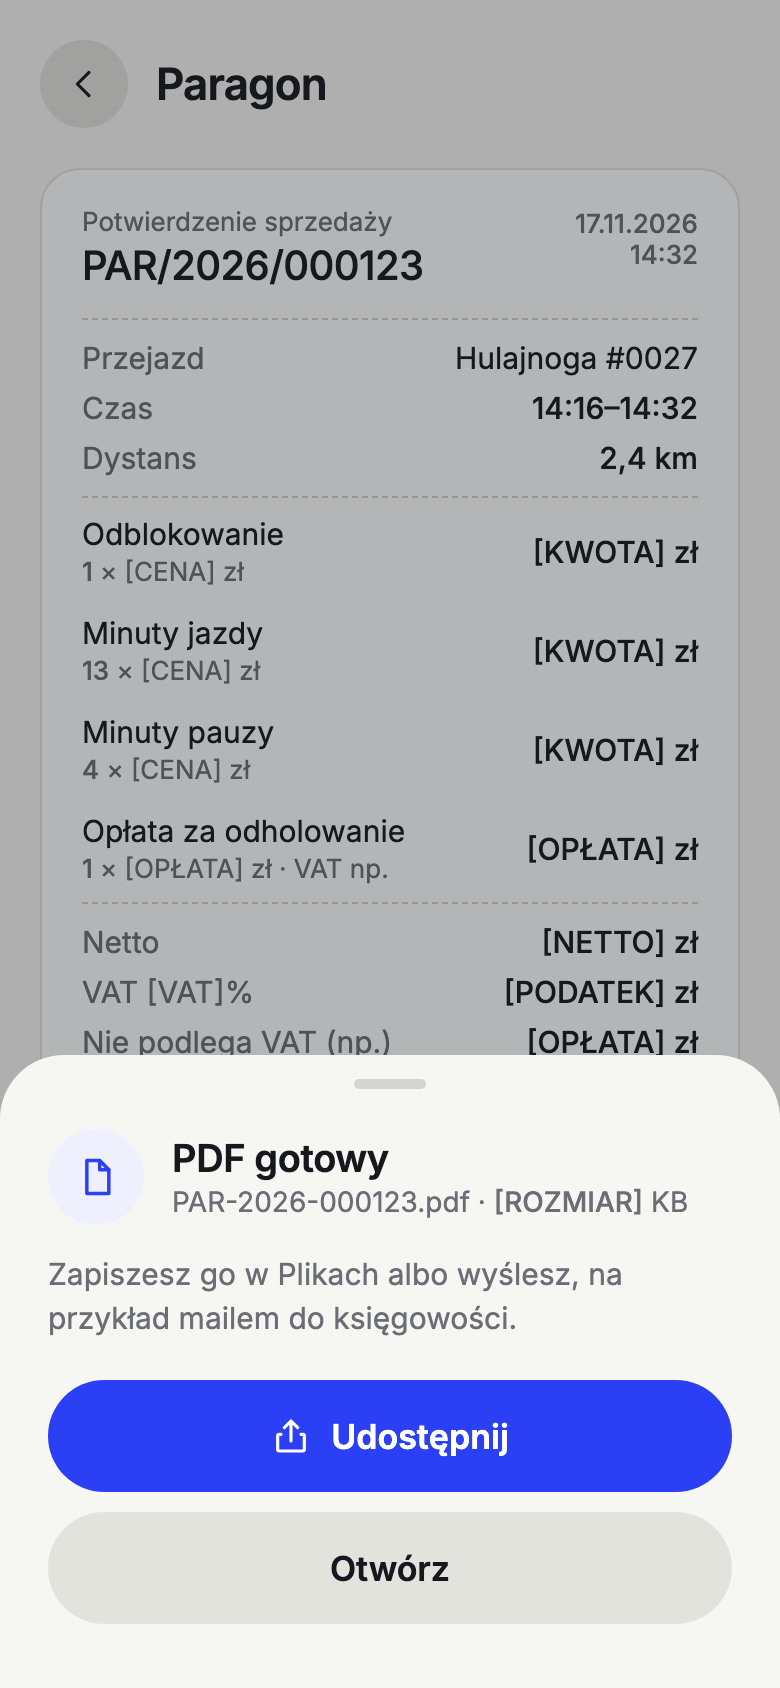 Paragon
Potwierdzenie sprzedaży
17.11.2026
PAR/2026/000123
14:32
Przejazd Hulajnoga #0027
Czas 14:16–14:32
Dystans 2,4 km
Odblokowanie
1 × [CENA] zł
[KWOTA] zł
Minuty jazdy
13 × [CENA] zł
[KWOTA] zł
Minuty pauzy
4 × [CENA] zł
[KWOTA] zł
Opłata za odholowanie
1 × [OPŁATA] zł · VAT np.
[OPŁATA] zł
Netto [NETTO] zł
VAT [VAT]% [PODATEK] zł
Nie podlega VAT (np.) [OPŁATA] zł
PDF gotowy
PAR-2026-000123.pdf · [ROZMIAR] KB
Zapiszesz go w Plikach albo wyślesz, na
przykład mailem do księgowości.
Udostępnij
Otwórz